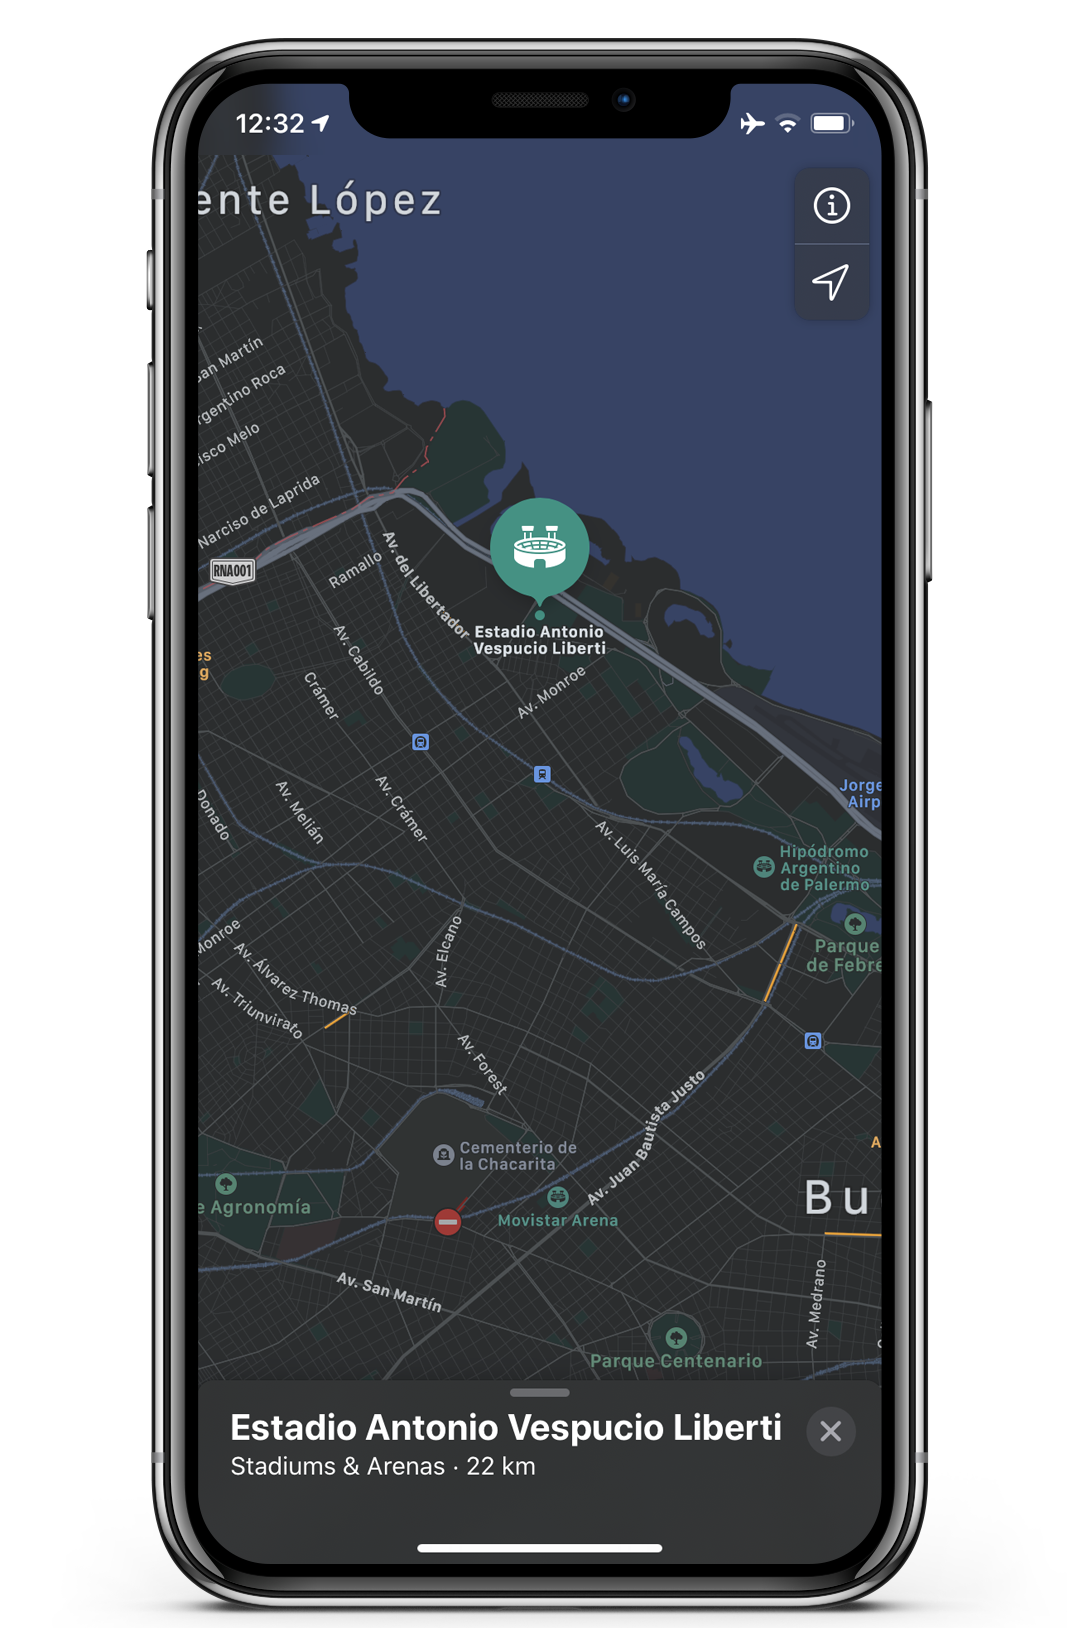 12:32
ente López
San Martín
rgentino Roca
isco Melo
Narciso de Laprida
RNA001
Ramallo
Av. del Libertador
Estadio Antonio
Vespucio Liberti
Av. Cabildo
es
g
Crámer
Av. Monroe
Jorge
Airp
Donado
Av. Melián
Av. Crámer
Av. Luis María Campos
Hipódromo
Argentino
de Palermo
Monroe
Av. Elcano
Parque
de Febre
Av. Álvarez Thomas
Av. Triunvirato
Av. Forest
Av. Juan Bautista Justo
Cementerio de
la Chacarita
A
e Agronomía
Movistar Arena
Bu
Av. San Martín
Av. Medrano
Parque Centenario
Estadio Antonio Vespucio Liberti
Stadiums & Arenas · 22 km